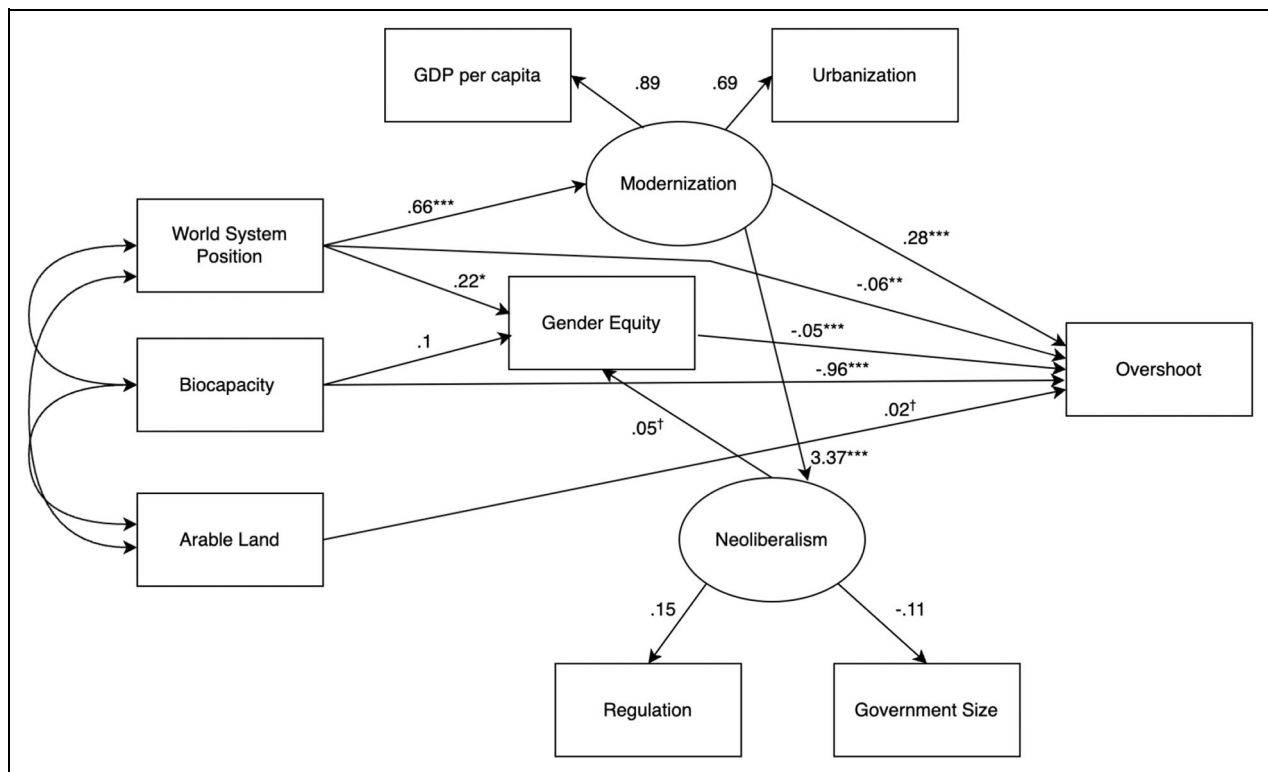 GDP per capita
.89
.69
Urbanization
Modernization
.66***
World System
Position
.28***
.22*
-.06**
Gender Equity
-.05***
.1
-.96***
Overshoot
Biocapacity
.02†
.05†
3.37***
Arable Land
Neoliberalism
.15
-.11
Regulation
Government Size